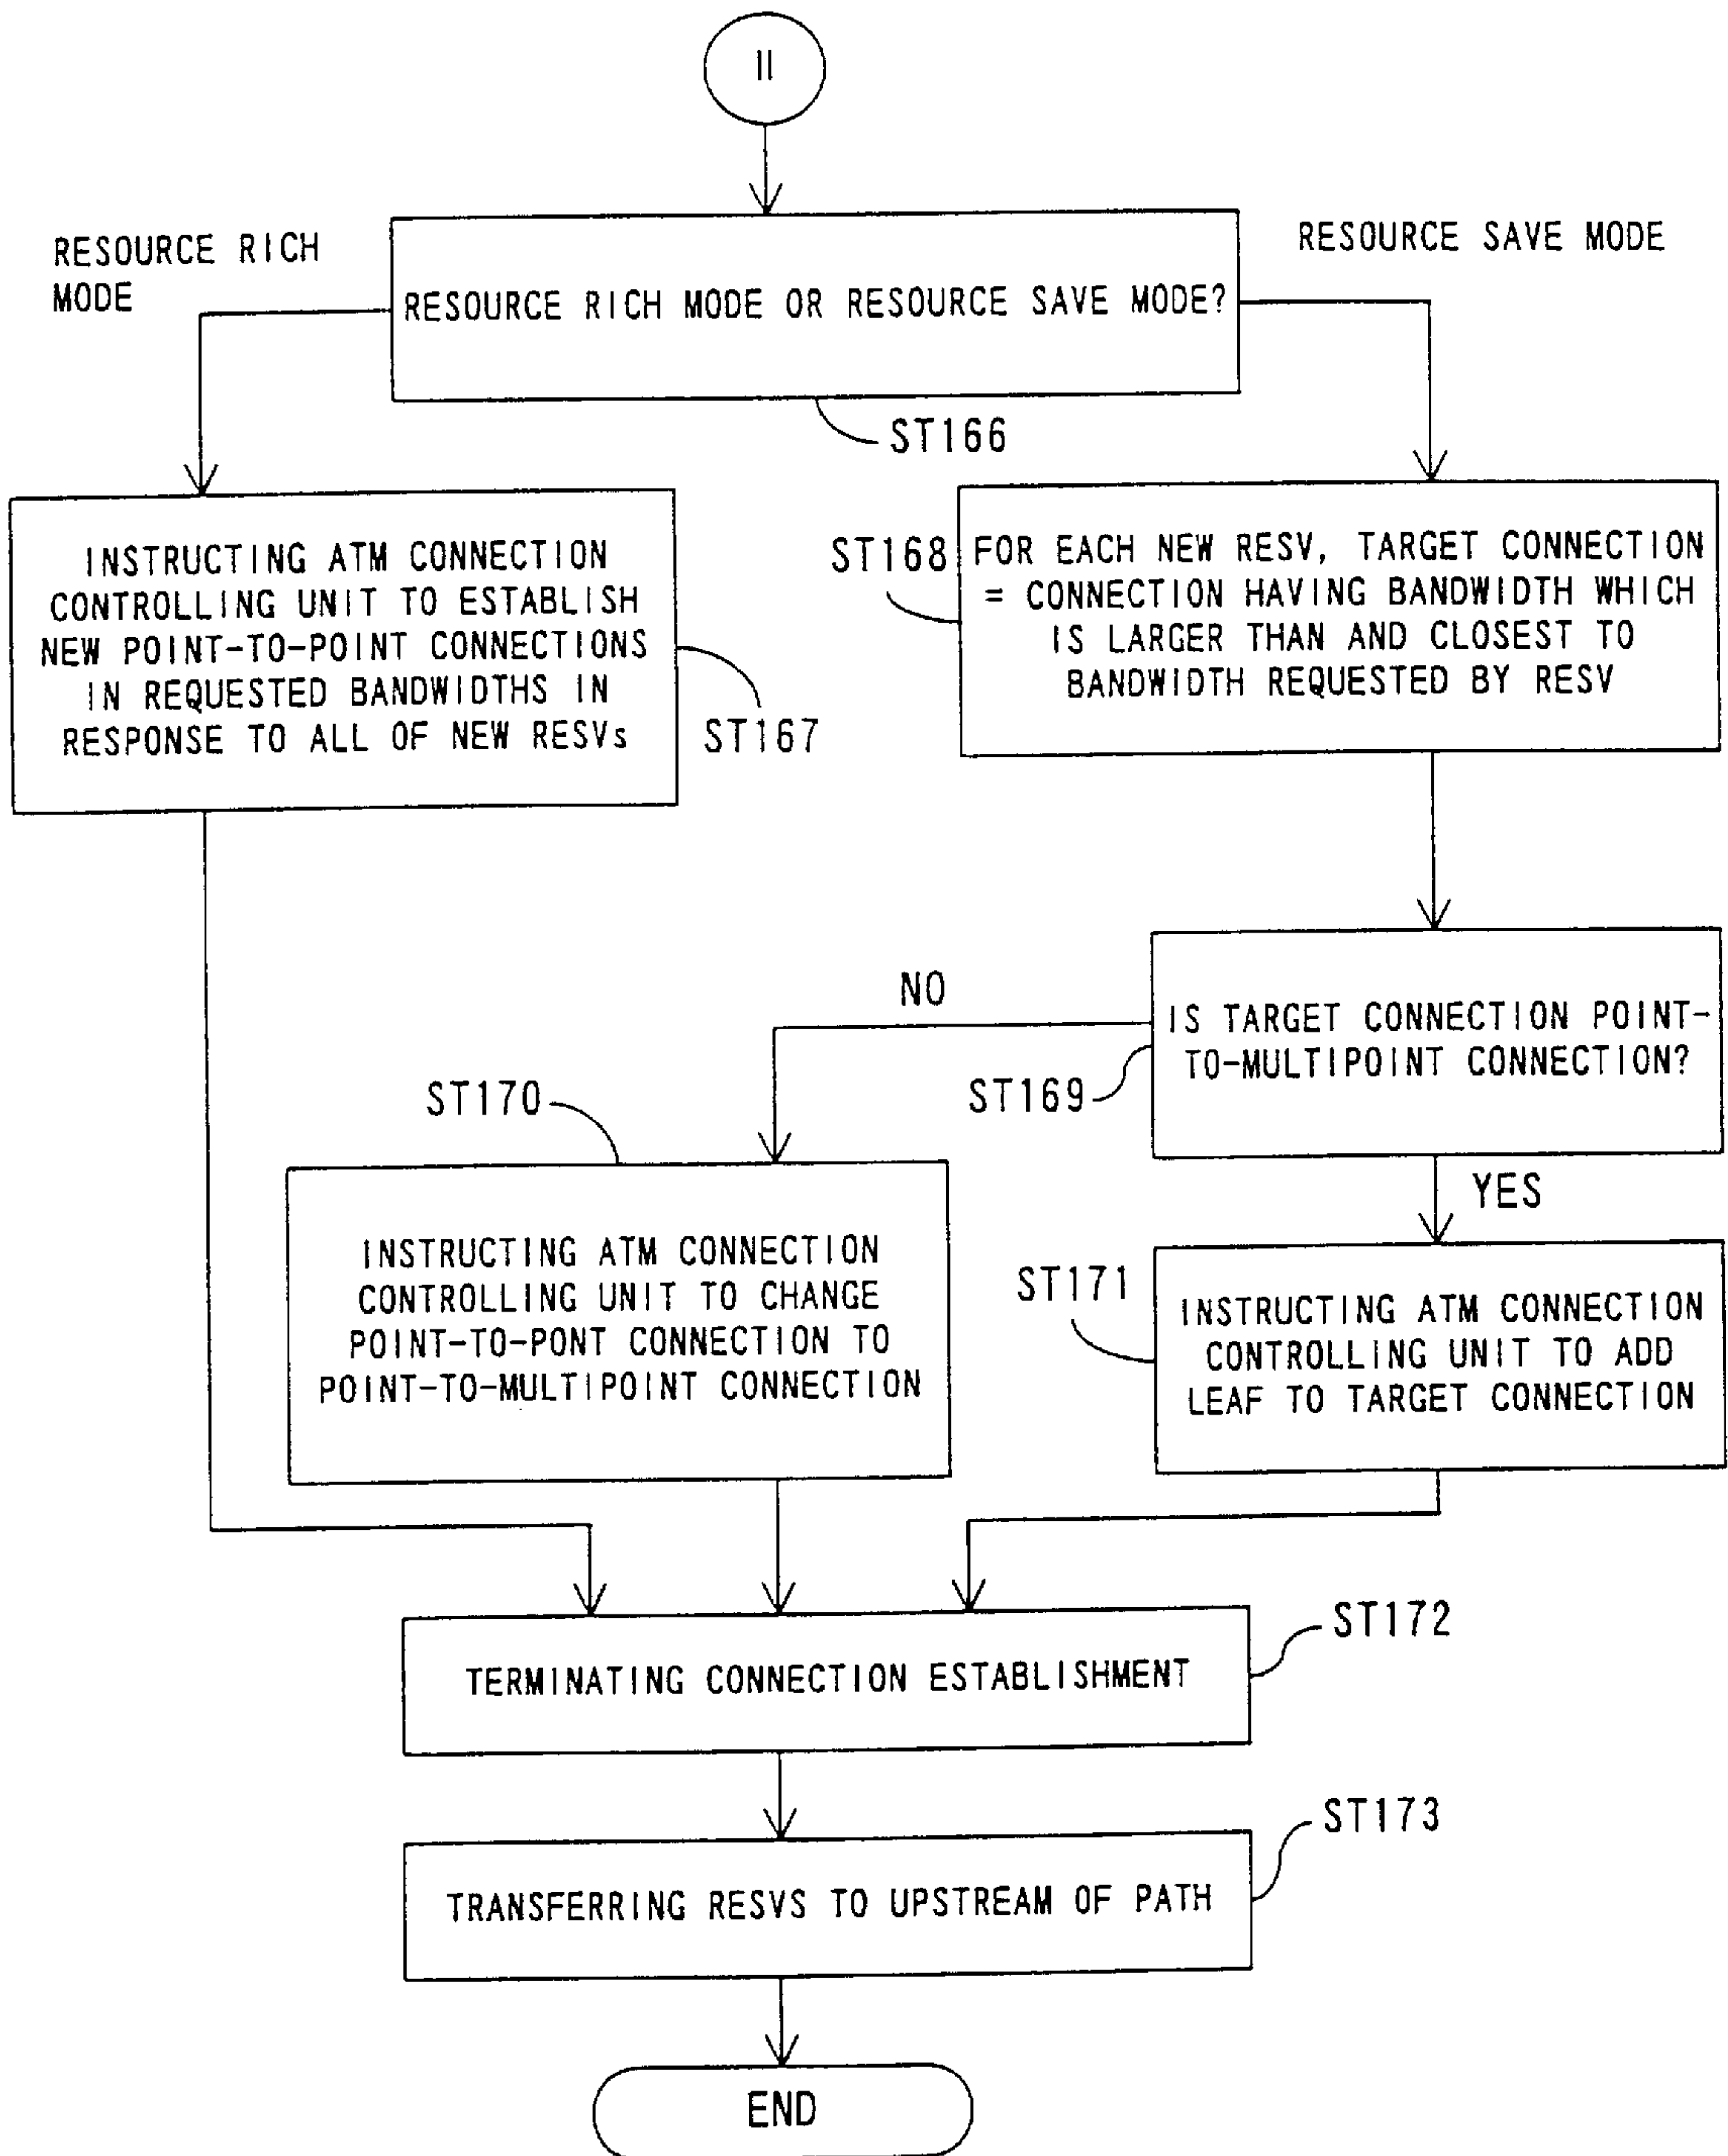 II
RESOURCE RICH
MODE
RESOURCE RICH MODE OR RESOURCE SAVE MODE?
RESOURCE SAVE MODE
ST166
INSTRUCTING ATM CONNECTION
CONTROLLING UNIT TO ESTABLISH
NEW POINT-TO-POINT CONNECTIONS
IN REQUESTED BANDWIDTHS IN
RESPONSE TO ALL OF NEW RESVs
ST167
ST168
FOR EACH NEW RESV, TARGET CONNECTION
= CONNECTION HAVING BANDWIDTH WHICH
IS LARGER THAN AND CLOSEST TO
BANDWIDTH REQUESTED BY RESV
NO
IS TARGET CONNECTION POINT-
TO-MULTIPOINT CONNECTION?
ST169
ST170
YES
INSTRUCTING ATM CONNECTION
CONTROLLING UNIT TO CHANGE
POINT-TO-PONT CONNECTION TO
POINT-TO-MULTIPOINT CONNECTION
ST171
INSTRUCTING ATM CONNECTION
CONTROLLING UNIT TO ADD
LEAF TO TARGET CONNECTION
TERMINATING CONNECTION ESTABLISHMENT
ST172
TRANSFERRING RESVS TO UPSTREAM OF PATH
ST173
END